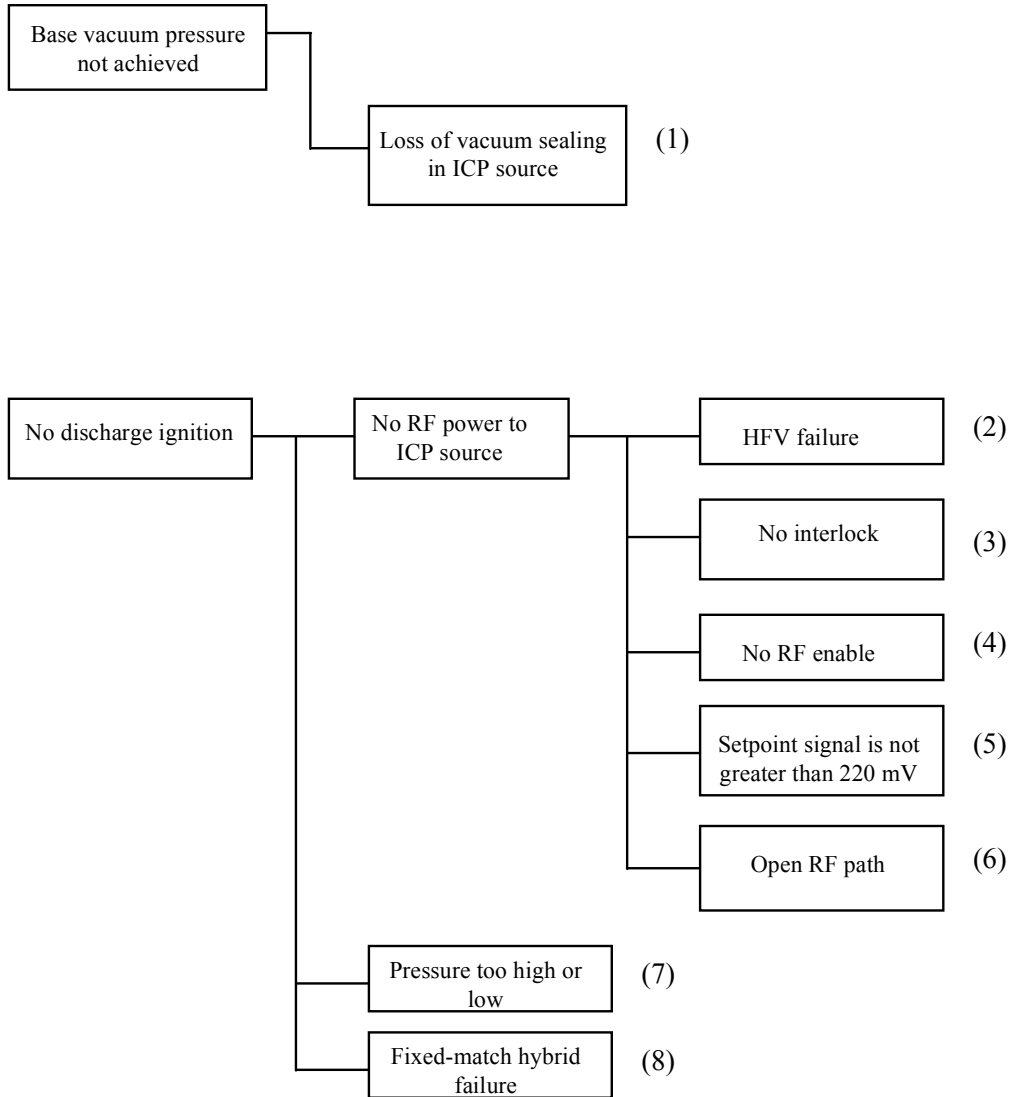 Base vacuum pressure
not achieved
Loss of vacuum sealing
in ICP source
(1)
No discharge ignition
No RF power to
ICP source
HFV failure
(2)
No interlock
(3)
No RF enable
(4)
Setpoint signal is not
greater than 220 mV
(5)
Open RF path
(6)
Pressure too high or
low
(7)
Fixed-match hybrid
failure
(8)